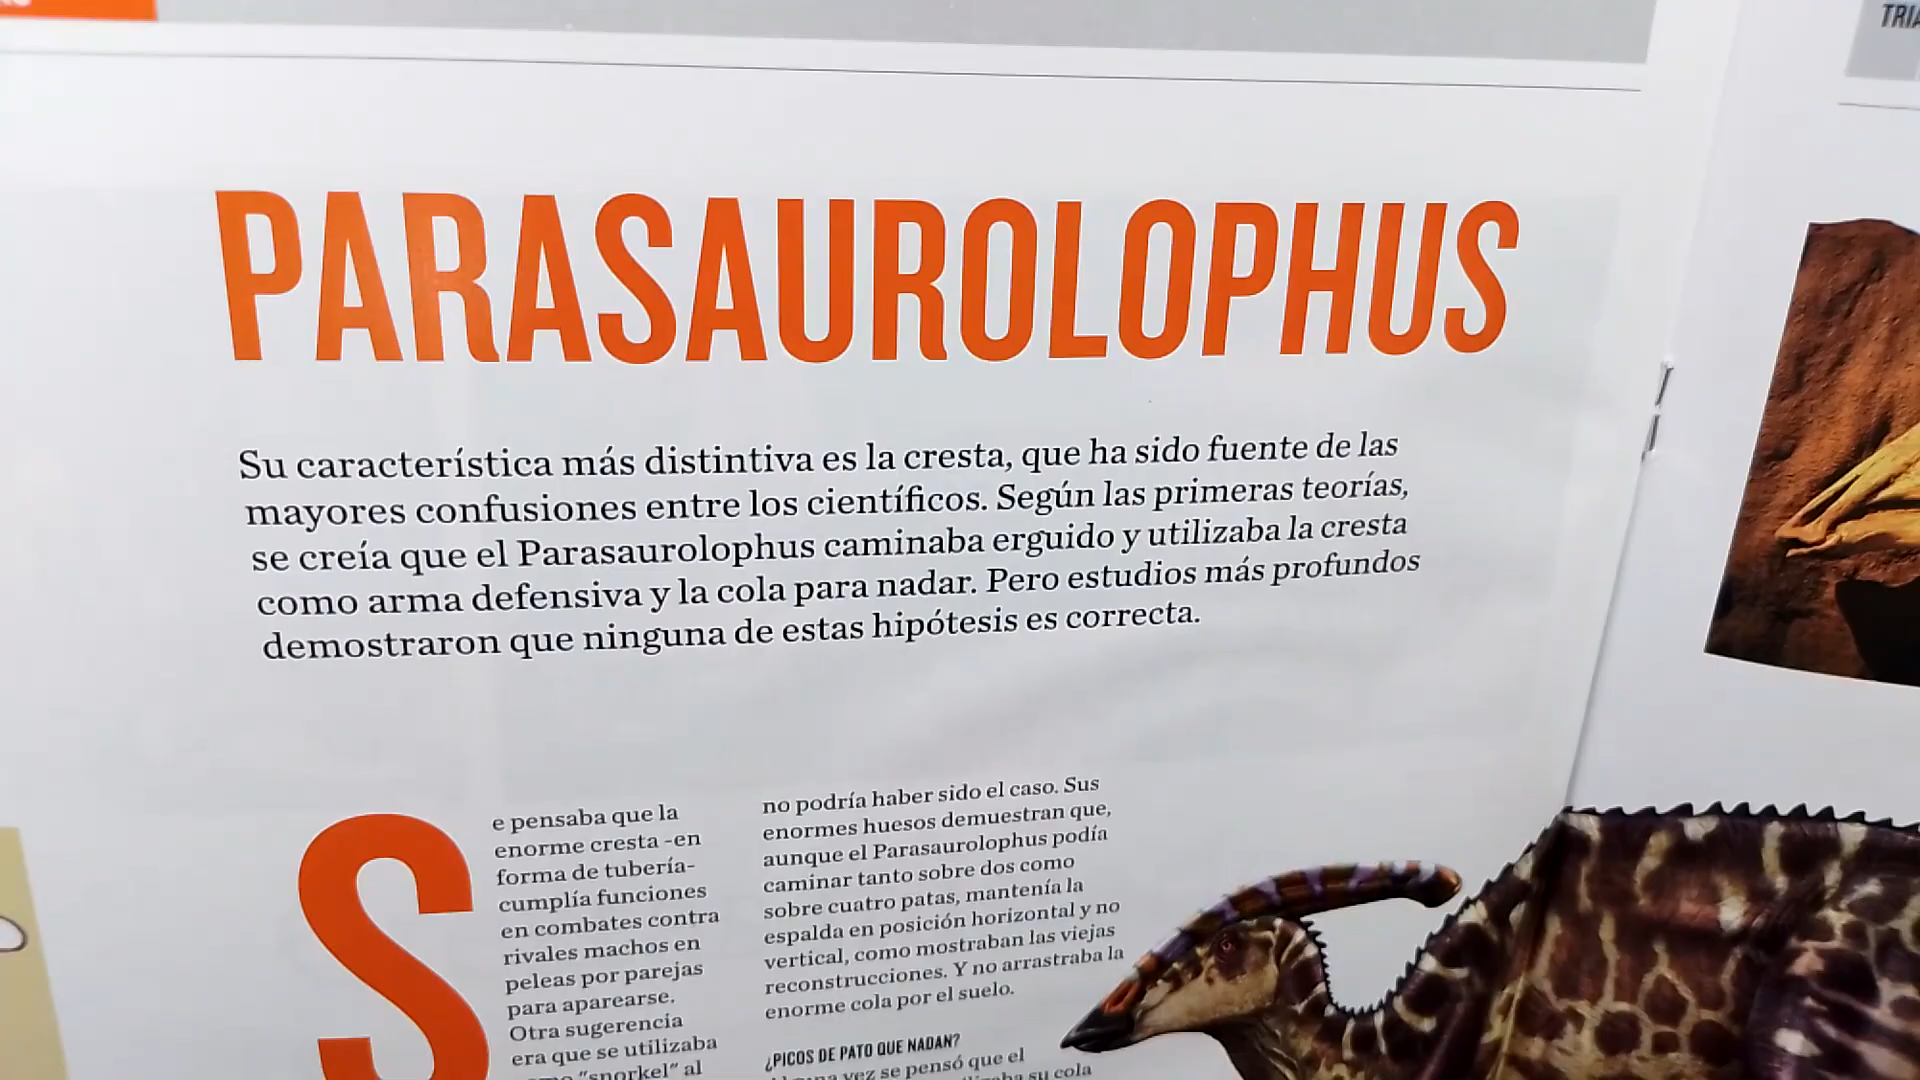 PARASAUROLOPHUS
Su característica más distintiva es la cresta, que ha sido fuente de las
mayores confusiones entre los científicos. Según las primeras teorías,
se creía que el Parasaurolophus caminaba erguido y utilizaba la cresta
como arma defensiva y la cola para nadar. Pero estudios más profundos
demostraron que ninguna de estas hipótesis es correcta.
Se pensaba que la
enorme cresta -en
forma de tubería-
cumplía funciones
en combates contra
rivales machos en
peleas por parejas
para aparearse.
Otra sugerencia
era que se utilizaba
"snorkel" al
no podría haber sido el caso. Sus
enormes huesos demuestran que,
aunque el Parasaurolophus podía
caminar tanto sobre dos como
sobre cuatro patas, mantenía la
espalda en posición horizontal y no
vertical, como mostraban las viejas
reconstrucciones. Y no arrastraba la
enorme cola por el suelo.
¿PICOS DE PATO QUE NADAN?
vez se pensó que el
su cola